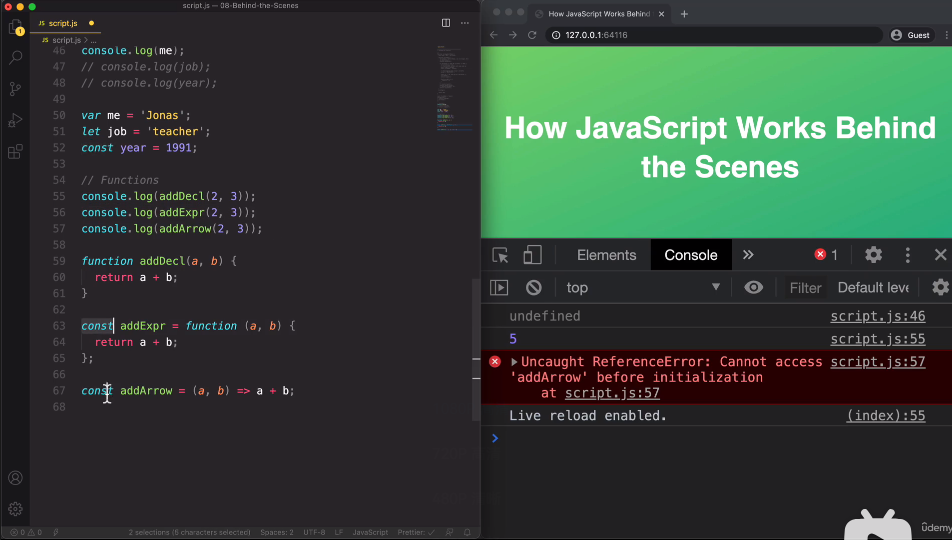 script.js — 08-Behind-the-Scenes
script.js
script.js > ...
46 console.log(me);
47 // console.log(job);
48 // console.log(year);
49
50 var me = 'Jonas';
51 let job = 'teacher';
52 const year = 1991;
53
54 // Functions
55 console.log(addDecl(2, 3));
56 console.log(addExpr(2, 3));
57 console.log(addArrow(2, 3));
58
59 function addDecl(a, b) {
60 return a + b;
61 }
62
63 const addExpr = function (a, b) {
64 return a + b;
65 };
66
67 const addArrow = (a, b) => a + b;
68
1
0 0
2 selections (5 characters selected)
Spaces: 2
UTF-8
LF
JavaScript
Prettier: ✓
How JavaScript Works Behind
127.0.0.1:64116
Guest
How JavaScript Works Behind
the Scenes
Elements Console » 1
top Filter Default leve
undefined script.js:46
5 script.js:55
Uncaught ReferenceError: Cannot access script.js:57
'addArrow' before initialization
at script.js:57
Live reload enabled. (index):55
>
udemy